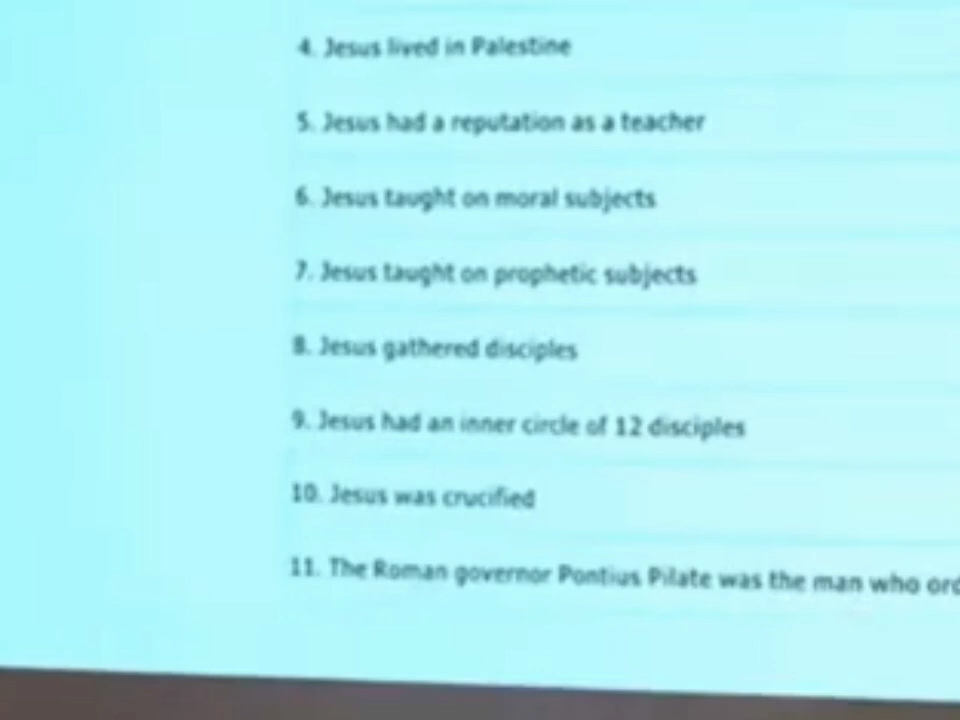 4. Jesus lived in Palestine
5. Jesus had a reputation as a teacher
6. Jesus taught on moral subjects
7. Jesus taught on prophetic subjects
8. Jesus gathered disciples
9. Jesus had an inner circle of 12 disciples
10. Jesus was crucified
11. The Roman governor Pontius Pilate was the man who